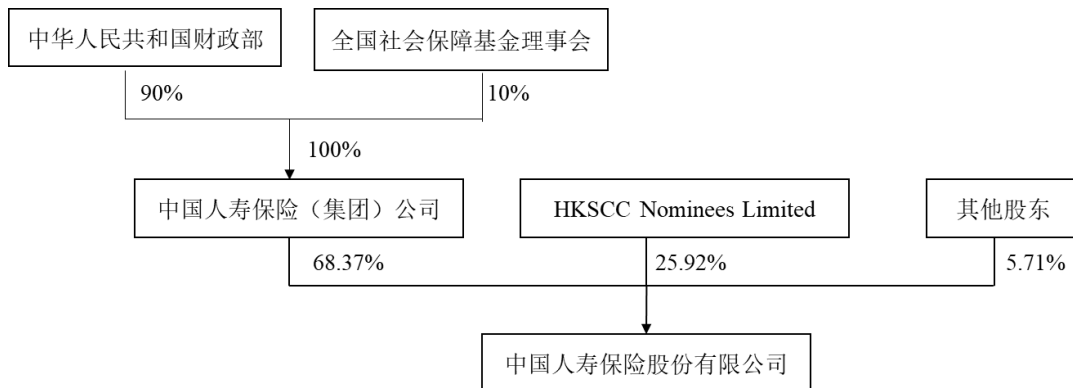 中华人民共和国财政部
全国社会保障基金理事会
90%
10%
100%
中国人寿保险（集团）公司
HKSCC Nominees Limited
其他股东
68.37%
25.92%
5.71%
中国人寿保险股份有限公司